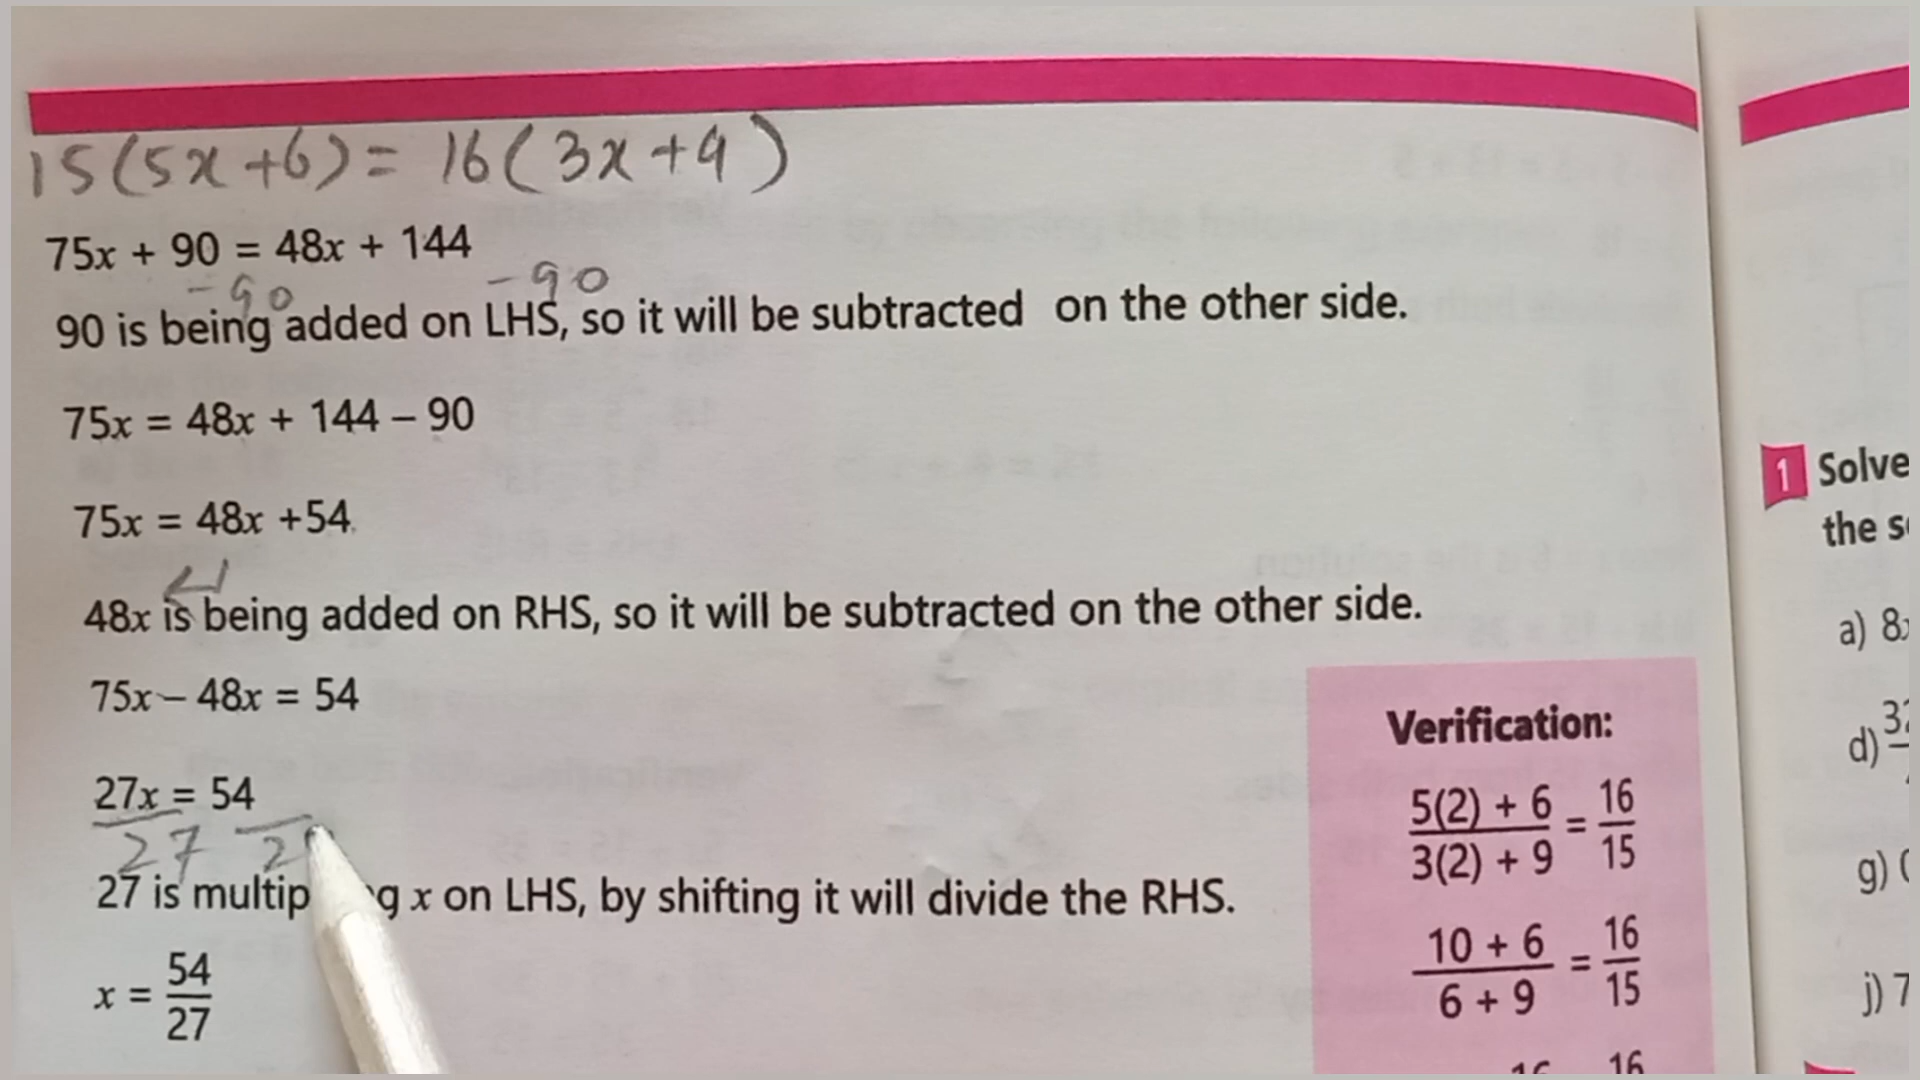 15(5x+6)= 16(3x+9)
75x + 90 = 48x + 144
-90 -90
90 is being added on LHS, so it will be subtracted on the other side.
75x = 48x + 144 – 90
75x = 48x +54
48x is being added on RHS, so it will be subtracted on the other side.
75x – 48x = 54
27x = 54
27 2
27 is x on LHS, by shifting it will divide the RHS.
x = 54/27
Verification:
5(2) + 6 / 3(2) + 9 = 16/15
10 + 6 / 6 + 9 = 16/15
16 16
1 Solve
the
a) 8
d)
g)
j) 7